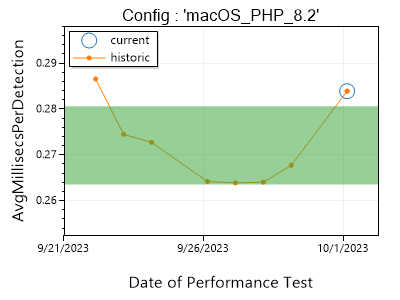 Config : 'macOS_PHP_8.2'
current
historic
AvgMillisecsPerDetection
0.29
0.28
0.27
0.26
9/21/2023
9/26/2023
10/1/2023
Date of Performance Test